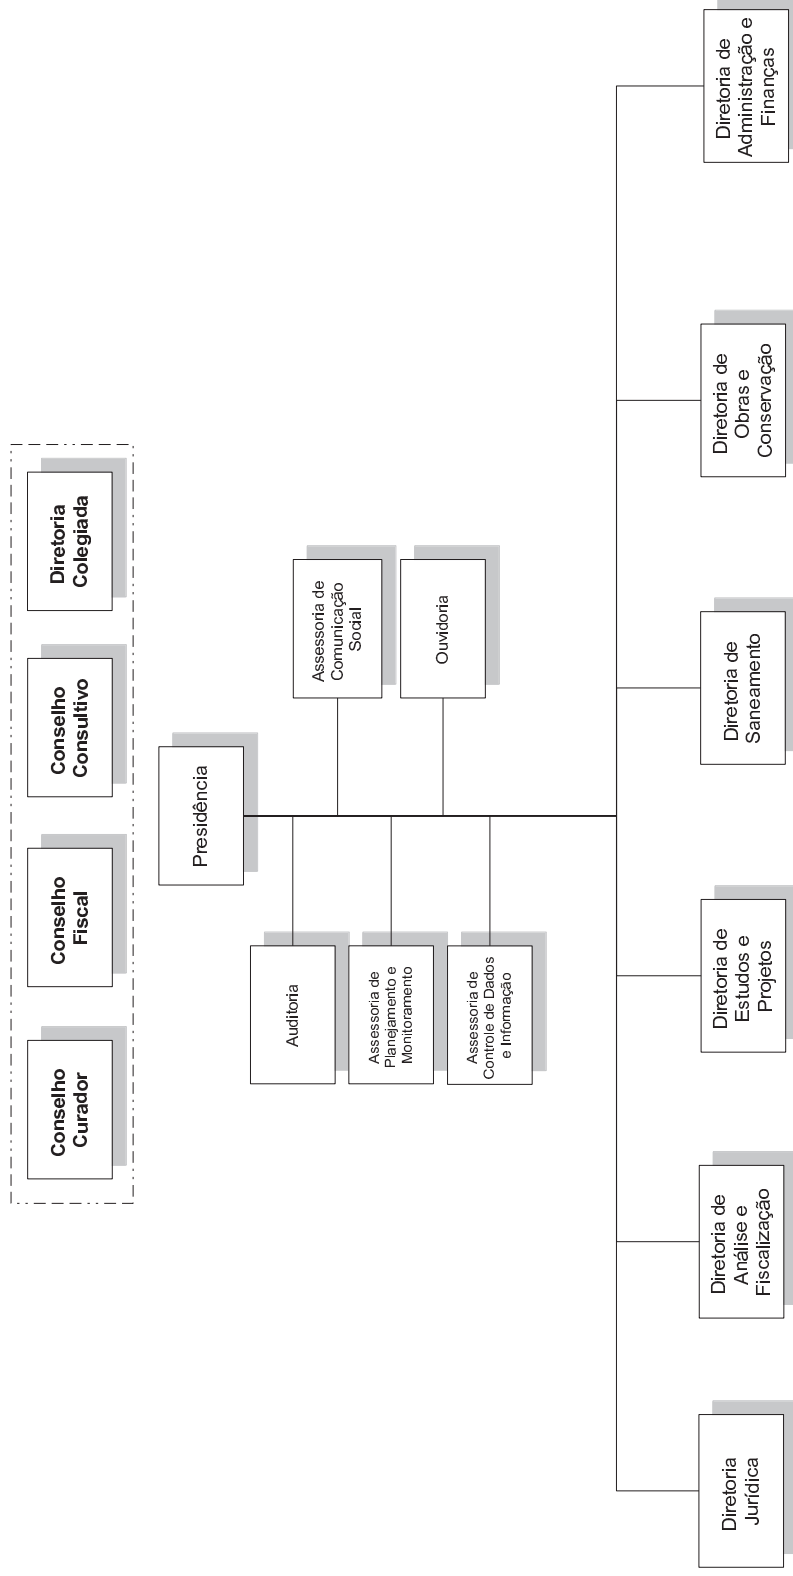 Conselho
Curador
Conselho
Fiscal
Conselho
Consultivo
Diretoria
Colegiada
Presidência
Auditoria
Assessoria de
Comunicação
Social
Assessoria de
Planejamento e
Monitoramento
Ouvidoria
Assessoria de
Controle de Dados
e Informação
Diretoria
Jurídica
Diretoria de
Análise e
Fiscalização
Diretoria de
Estudos e
Projetos
Diretoria de
Saneamento
Diretoria de
Obras e
Conservação
Diretoria de
Administração e
Finanças